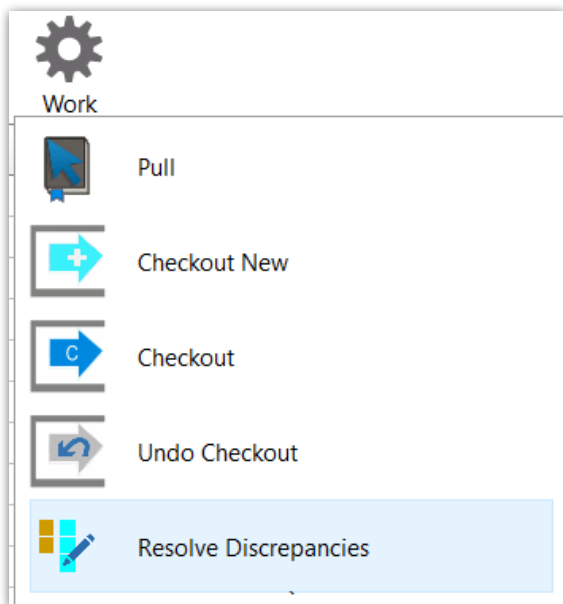 Work
Pull
Checkout New
C
Checkout
Undo Checkout
Resolve Discrepancies